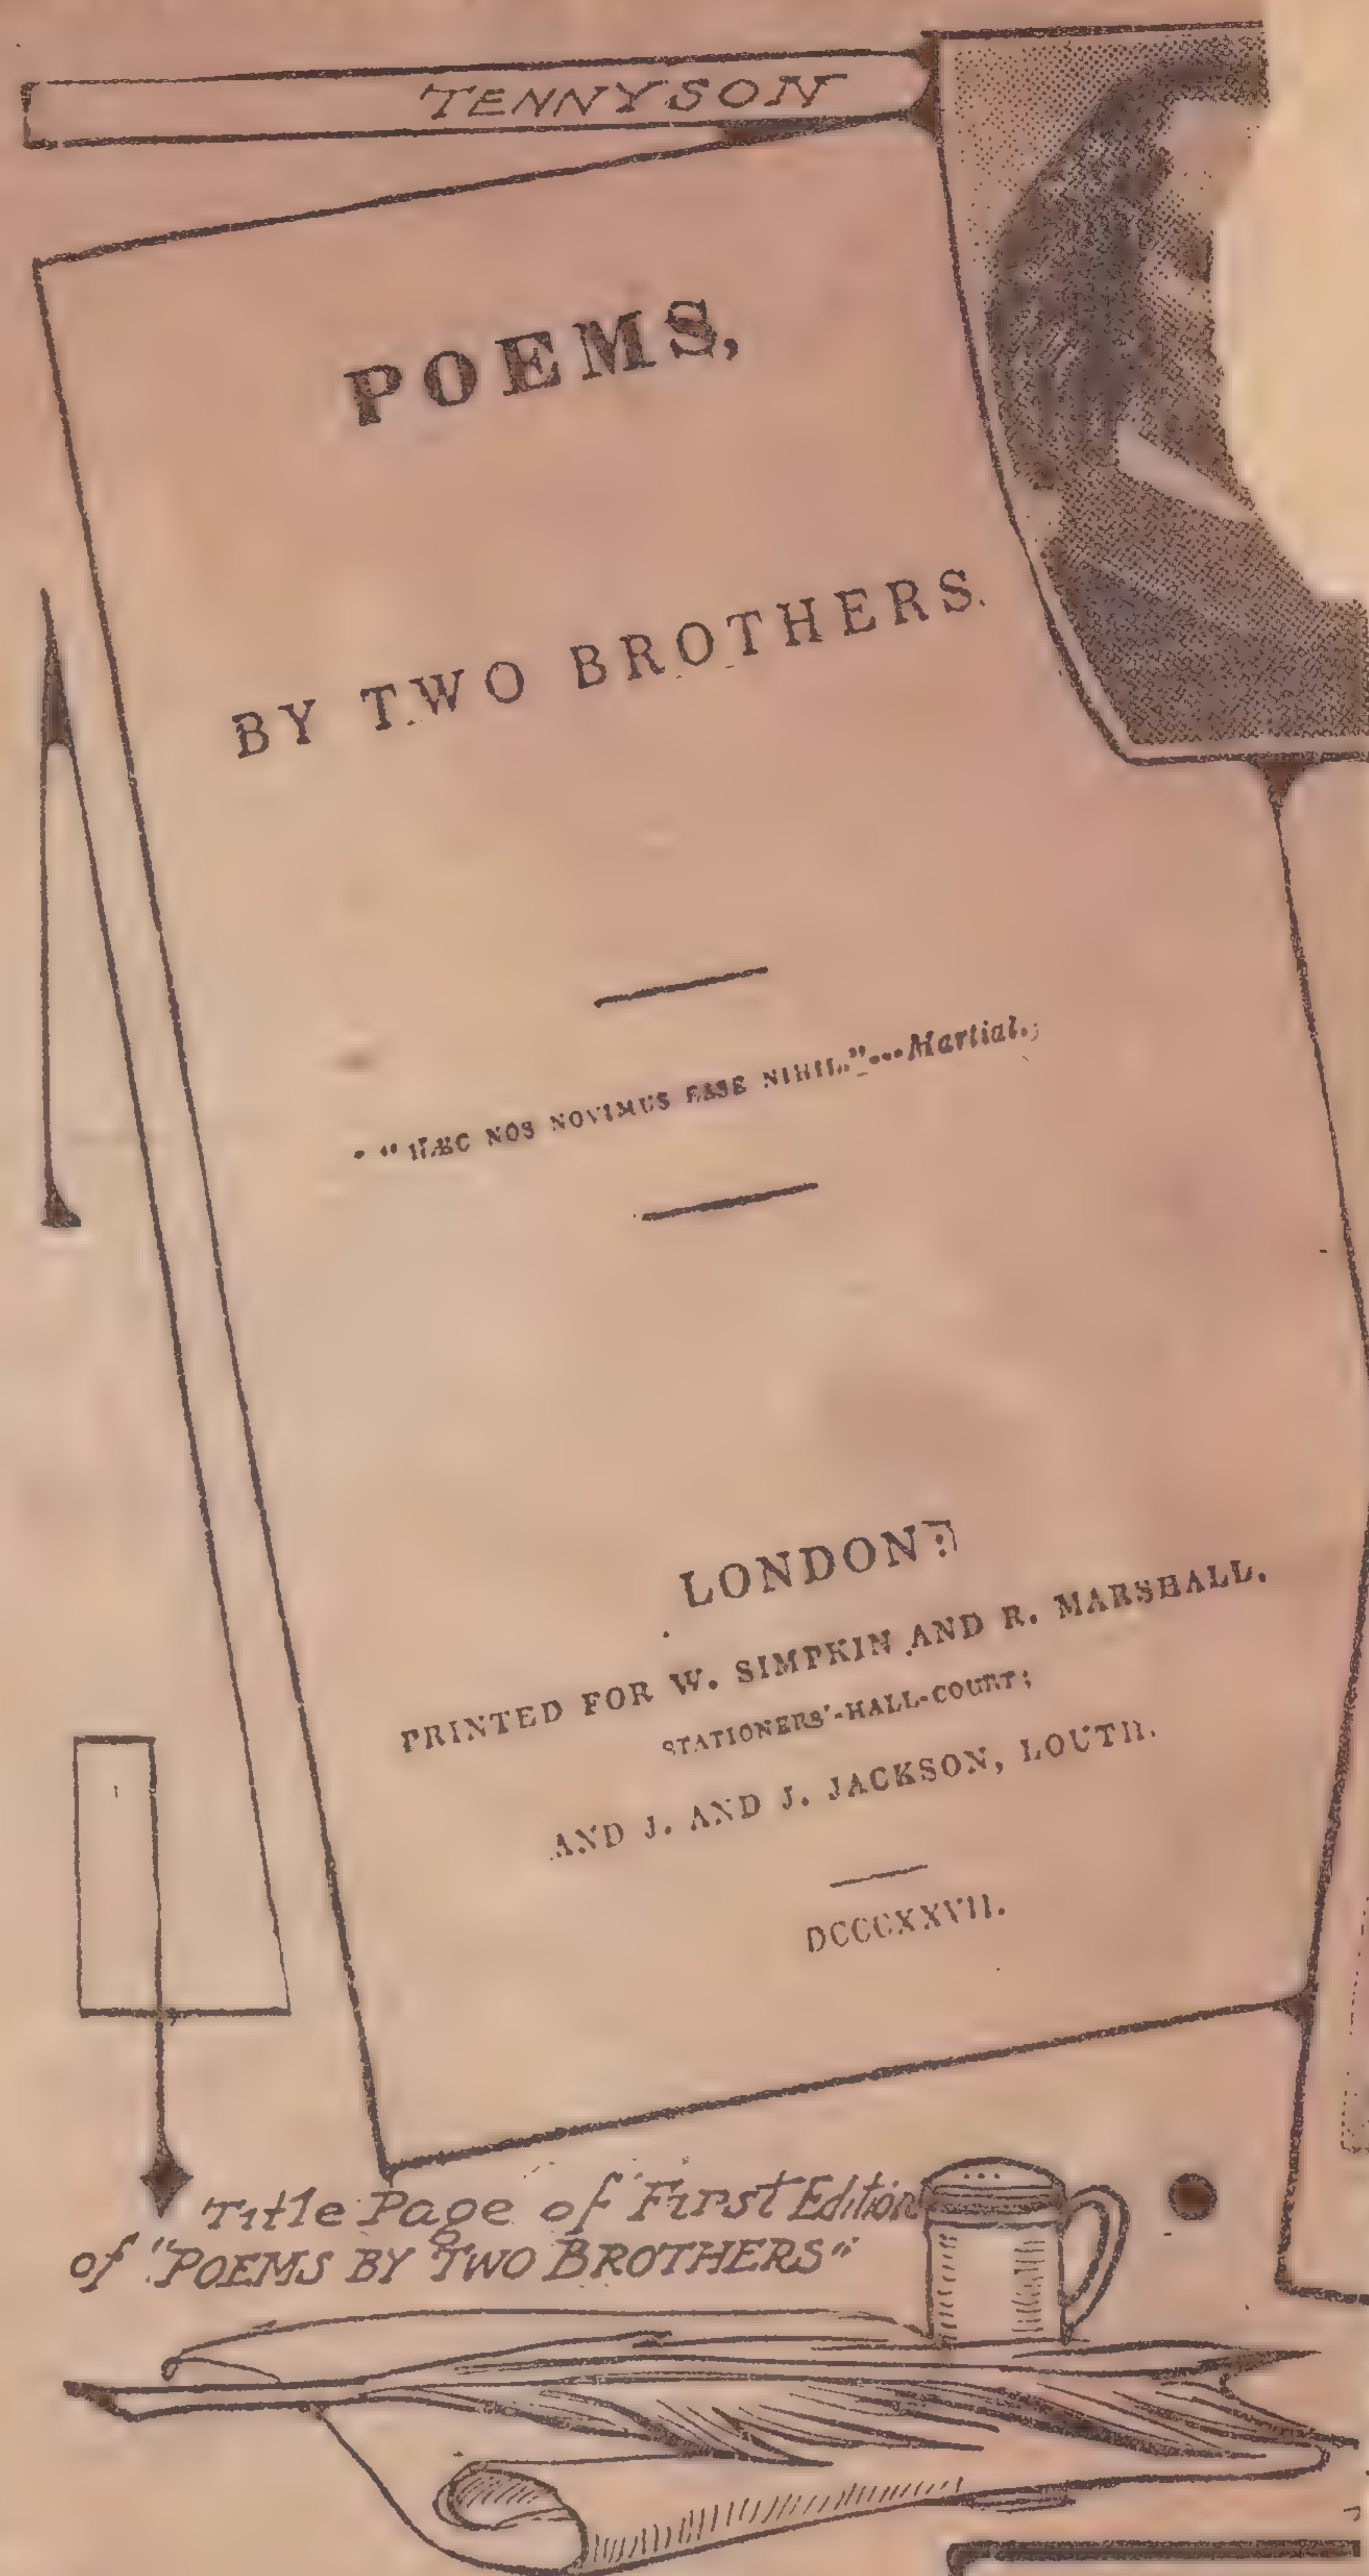 TENNYSON
POEMS,
BY TWO BROTHERS.
"HÆC NOS NOVIMUS ESSE NIHIL."---Martial.
LONDON:
PRINTED FOR W. SIMPKIN AND R. MARSHALL,
STATIONERS'-HALL-COURT;
AND J. AND J. JACKSON, LOUTH.
DCCCXXVII.
Title Page of First Edition
of "POEMS BY TWO BROTHERS"